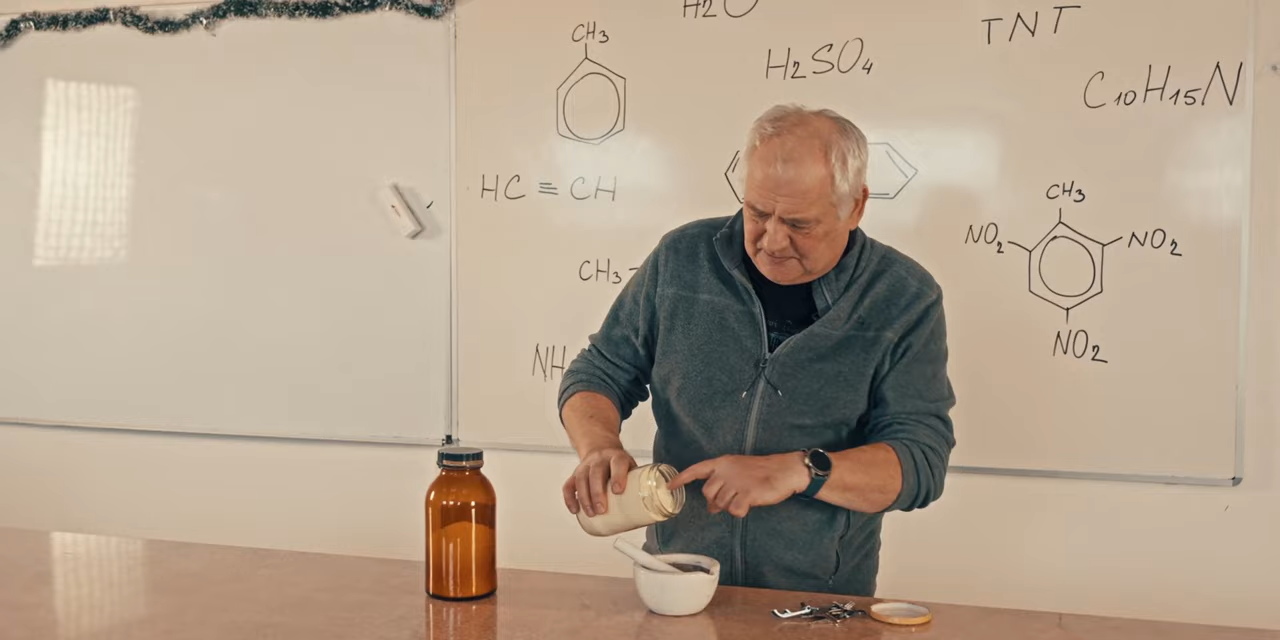 H2O
TNT
CH3
H2SO4
C10H15N
HC ≡ CH
CH3
NO2
NO2
CH3 -
NH
NO2